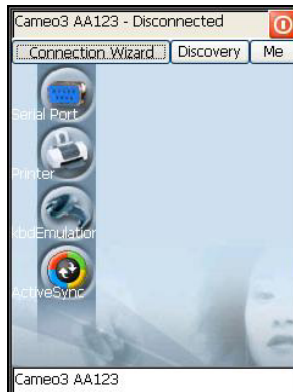 Cameo3 AA123 - Disconnected
Connection Wizard Discovery Me
Serial Port
Printer
kbdEmulation
ActiveSync
Cameo3 AA123